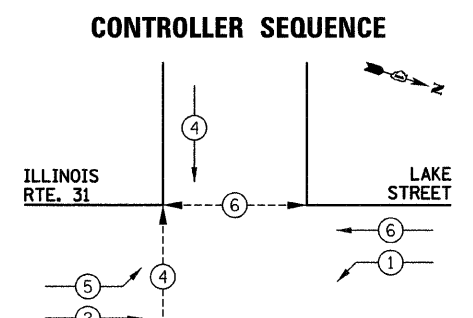 CONTROLLER SEQUENCE
N
4
ILLINOIS
RTE. 31
LAKE
STREET
6
6
1
4
5